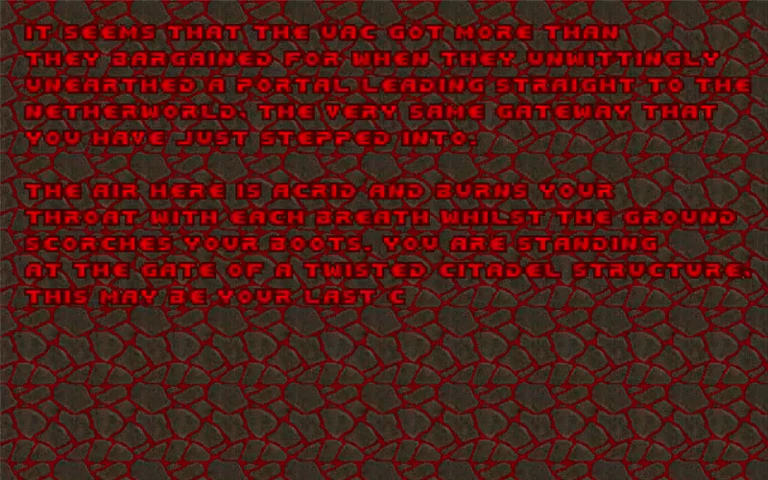 IT SEEMS THAT THE UAC GOT MORE THAN
THEY BARGAINED FOR WHEN THEY UNWITTINGLY
UNEARTHED A PORTAL LEADING STRAIGHT TO THE
NETHERWORLD. THE VERY SAME GATEWAY THAT
YOU HAVE JUST STEPPED INTO.
THE AIR HERE IS ACRID AND BURNS YOUR
THROAT WITH EACH BREATH WHILST THE GROUND
SCORCHES YOUR BOOTS. YOU ARE STANDING
AT THE GATE OF A TWISTED CITADEL STRUCTURE.
THIS MAY BE YOUR LAST C